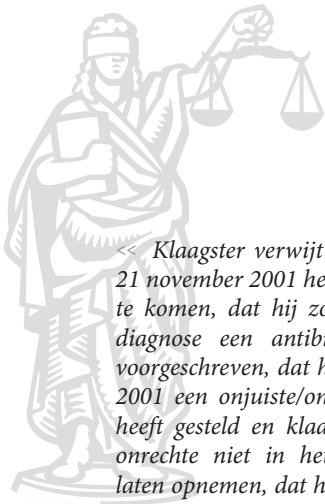 << Klaagster verwijt
21 november 2001 he
te komen, dat hij zo
diagnose een antibi
voorgeschreven, dat h
2001 een onjuiste/on
heeft gesteld en klaa
onrechte niet in he
laten opnemen, dat h